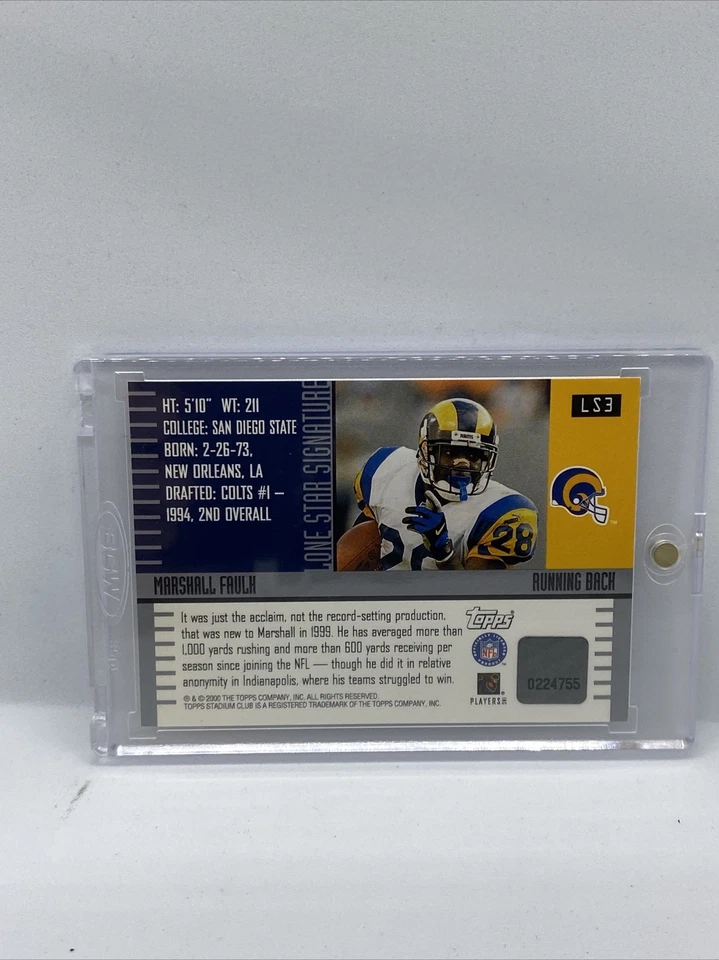 HT: 5'10" WT: 211
COLLEGE: SAN DIEGO STATE
BORN: 2-26-73,
NEW ORLEANS, LA
DRAFTED: COLTS #1 –
1994, 2ND OVERALL
LONE STAR SIGNATURE
28
LS3
MARSHALL FAULK
RUNNING BACK
It was just the acclaim, not the record-setting production,
that was new to Marshall in 1999. He has averaged more than
1,000 yards rushing and more than 600 yards receiving per
season since joining the NFL — though he did it in relative
anonymity in Indianapolis, where his teams struggled to win.
® & © 2000 THE TOPPS COMPANY, INC. ALL RIGHTS RESERVED.
TOPPS STADIUM CLUB IS A REGISTERED TRADEMARK OF THE TOPPS COMPANY, INC.
Topps
NFL
PLAYERS INC
0224755
BCW